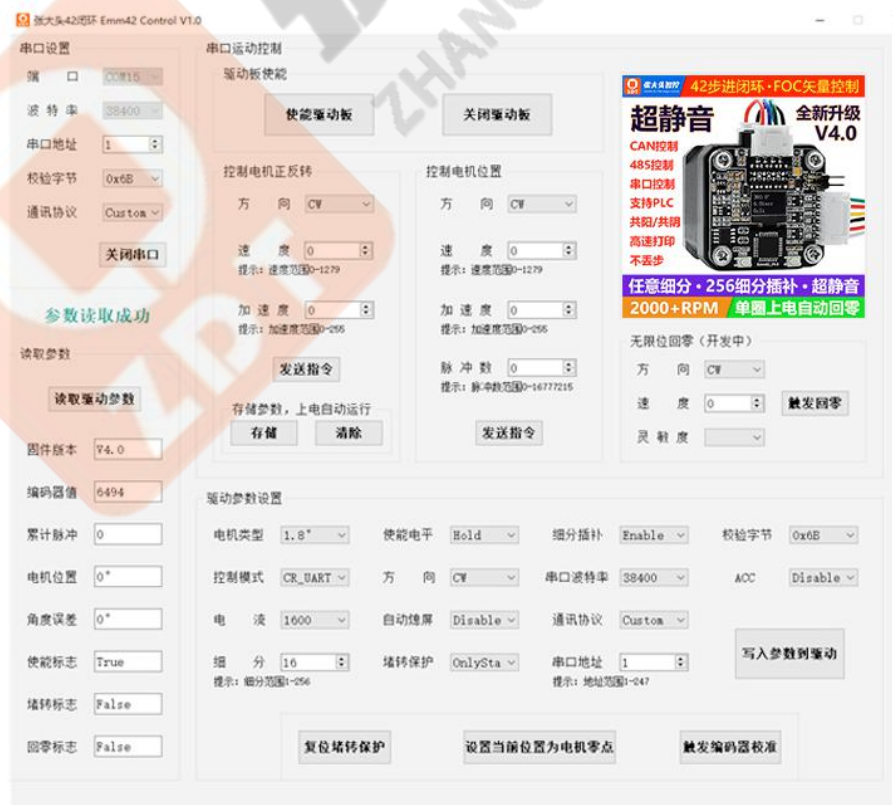 张大头42闭环 Emm42 Control V1.0
串口设置
端 口 COM15
波 特 率 38400
串口地址 1
校验字节 0x6B
通讯协议 Custom
关闭串口
参数读取成功
读取参数
读取驱动参数
固件版本 V4.0
编码器值 6494
累计脉冲 0
电机位置 0°
角度误差 0°
使能标志 True
堵转标志 False
回零标志 False
串口运动控制
驱动板使能
使能驱动板
关闭驱动板
控制电机正反转
方 向 CW
速 度 0
提示: 速度范围0-1279
加 速 度 0
提示: 加速度范围0-255
发送指令
存储参数, 上电自动运行
存储
清除
控制电机位置
方 向 CW
速 度 0
提示: 速度范围0-1279
加 速 度 0
提示: 加速度范围0-255
脉 冲 数 0
提示: 脉冲数范围0-16777215
发送指令
张大头智控
42步进闭环·FOC矢量控制
超静音
全新升级
V4.0
CAN控制
485控制
串口控制
支持PLC
共阳/共阴
高速打印
不丢步
任意细分·256细分插补·超静音
2000+RPM/单圈上电自动回零
无限位回零 (开发中)
方 向 CW
速 度 0
触发回零
灵 敏 度
驱动参数设置
电机类型 1.8° 使能电平 Hold 细分插补 Enable 校验字节 0x6B
控制模式 CR_UART 方 向 CW 串口波特率 38400 ACC Disable
电 流 1600 自动熄屏 Disable 通讯协议 Custom
细 分 16 堵转保护 OnlySta 串口地址 1
提示: 细分范围1-256
提示: 地址范围1-247
写入参数到驱动
复位堵转保护
设置当前位置为电机零点
触发编码器校准
ZHANG
ZDT